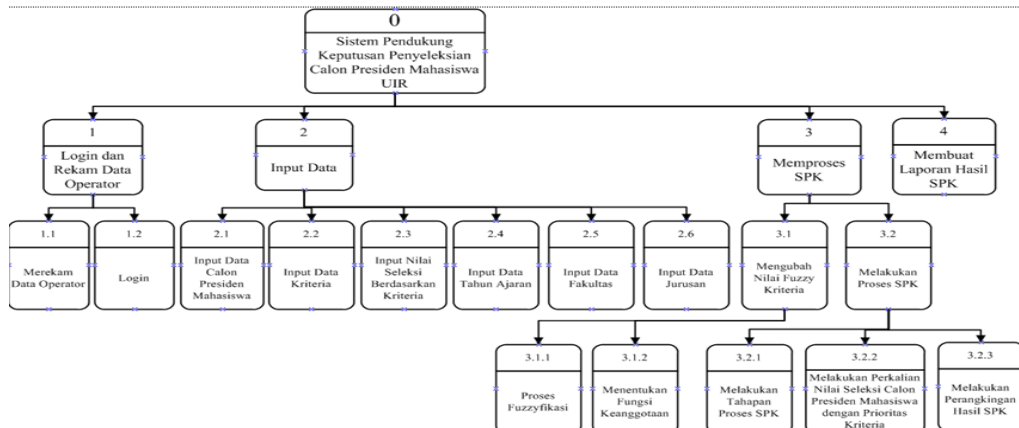 0
Sistem Pendukung
Keputusan Penyeleksian
Calon Presiden Mahasiswa
UIR
1
Login dan
Rekam Data
Operator
2
Input Data
3
Memproses
SPK
4
Membuat
Laporan Hasil
SPK
1.1
Merekam
Data Operator
1.2
Login
2.1
Input Data
Calon
Presiden
Mahasiswa
2.2
Input Data
Kriteria
2.3
Input Nilai
Seleksi
Berdasarkan
Kriteria
2.4
Input Data
Tahun Ajaran
2.5
Input Data
Fakultas
2.6
Input Data
Jurusan
3.1
Mengubah
Nilai Fuzzy
Kriteria
3.2
Melakukan
Proses SPK
3.1.1
Proses
Fuzzyfikasi
3.1.2
Menentukan
Fungsi
Keanggotaan
3.2.1
Melakukan
Tahapan
Proses SPK
3.2.2
Melakukan Perkalian
Nilai Seleksi Calon
Presiden Mahasiswa
dengan Prioritas
Kriteria
3.2.3
Melakukan
Perangkingan
Hasil SPK